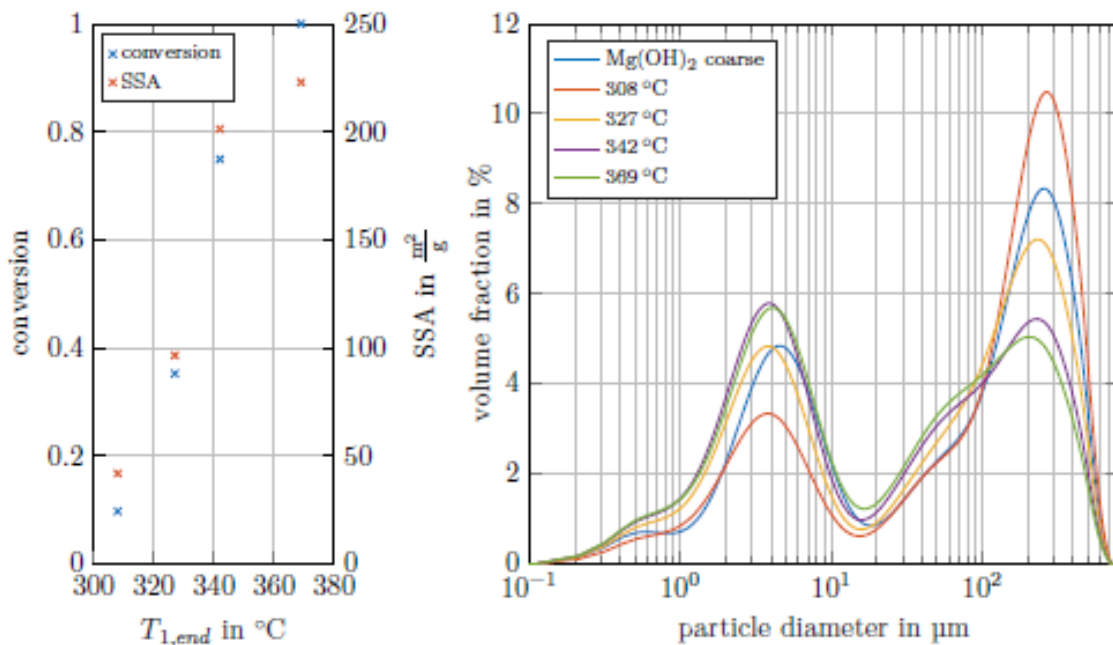 conversion
SSA
1
0.8
0.6
0.4
0.2
0
250
200
150
100
50
0
300 320 340 360 380
conversion
SSA in m²/g
T₁,end in °C
Mg(OH)₂ coarse
308 °C
327 °C
342 °C
369 °C
12
10
8
6
4
2
0
10⁻¹ 10⁰ 10¹ 10²
volume fraction in %
particle diameter in µm